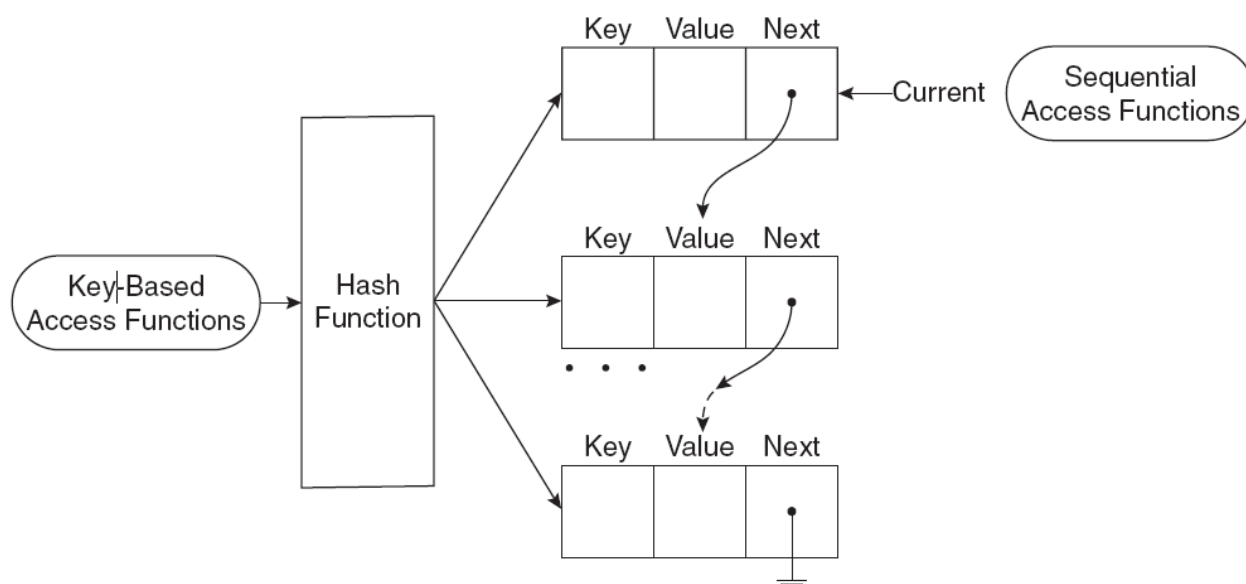 Key Value Next
Current
Sequential
Access Functions
Key Value Next
Key-Based
Access Functions
Hash
Function
Key Value Next